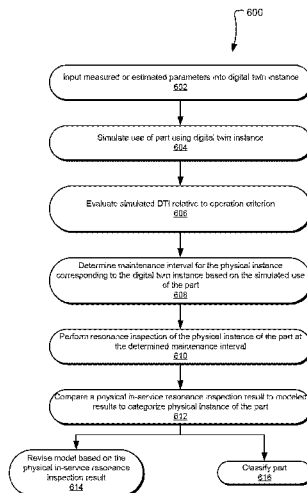 600
Input measured or estimated parameters into digital twin instance
602
Simulate use of part using digital twin instance
604
Evaluate simulated DTI relative to operation criterion
606
Determine maintenance interval for the physical instance
corresponding to the digital twin instance based on the simulated use
of the part
608
Perform resonance inspection of the physical instance of the part at
the determined maintenance interval
610
Compare a physical in-service resonance inspection result to modeled
results to categorize physical instance of the part
612
Revise model based on the
physical in-service resonance
inspection result
614
Classify part
616